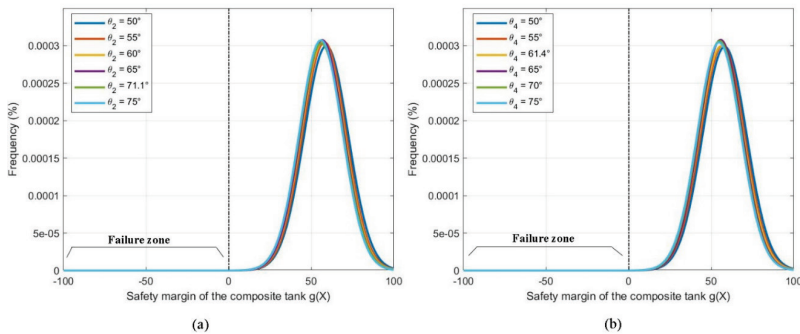 θ2 = 50°
θ2 = 55°
θ2 = 60°
θ2 = 65°
θ2 = 71.1°
θ2 = 75°
0.0003
0.00025
0.0002
0.00015
0.0001
5e-05
0
Frequency (%)
Failure zone
-100 -50 0 50 100
Safety margin of the composite tank g(X)
(a)
θ4 = 50°
θ4 = 55°
θ4 = 61.4°
θ4 = 65°
θ4 = 70°
θ4 = 75°
0.0003
0.00025
0.0002
0.00015
0.0001
5e-05
0
Frequency (%)
Failure zone
-100 -50 0 50 100
Safety margin of the composite tank g(X)
(b)